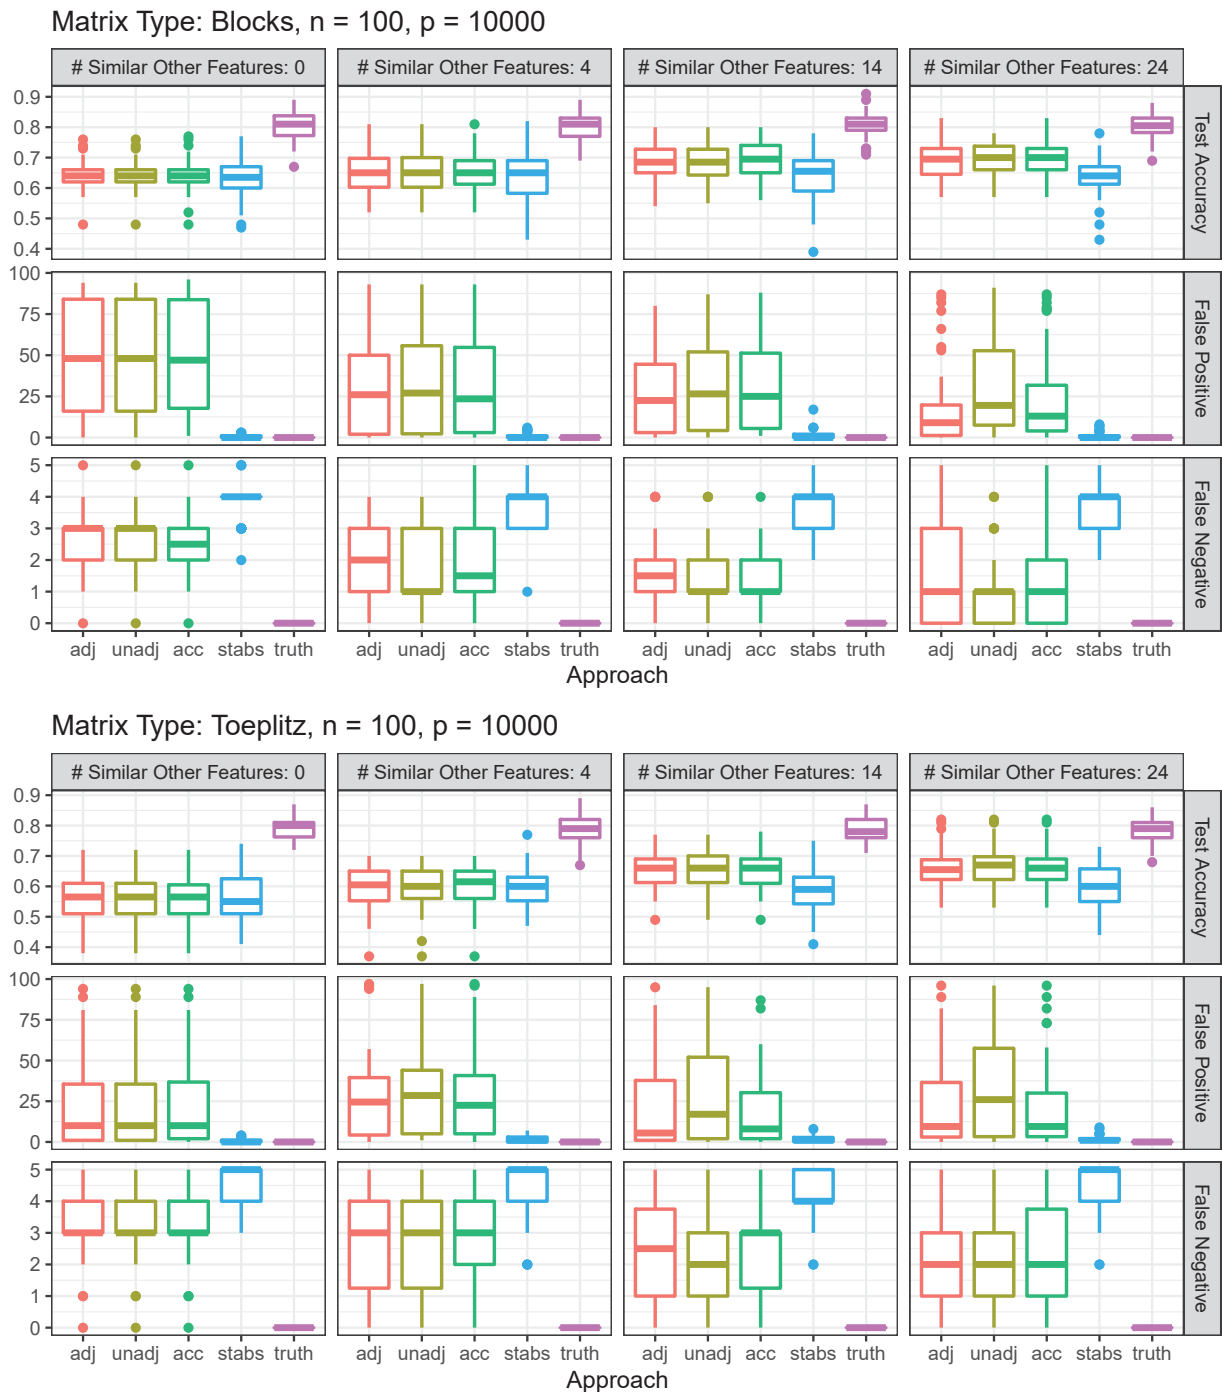 Matrix Type: Blocks, n = 100, p = 10000
# Similar Other Features: 0
# Similar Other Features: 4
# Similar Other Features: 14
# Similar Other Features: 24
0.9
0.8
0.7
0.6
0.5
0.4
Test Accuracy
100
75
50
25
0
False Positive
5
4
3
2
1
0
False Negative
adj unadj acc stabs truth
adj unadj acc stabs truth
adj unadj acc stabs truth
adj unadj acc stabs truth
Approach
Matrix Type: Toeplitz, n = 100, p = 10000
# Similar Other Features: 0
# Similar Other Features: 4
# Similar Other Features: 14
# Similar Other Features: 24
0.9
0.8
0.7
0.6
0.5
0.4
Test Accuracy
100
75
50
25
0
False Positive
5
4
3
2
1
0
False Negative
adj unadj acc stabs truth
adj unadj acc stabs truth
adj unadj acc stabs truth
adj unadj acc stabs truth
Approach